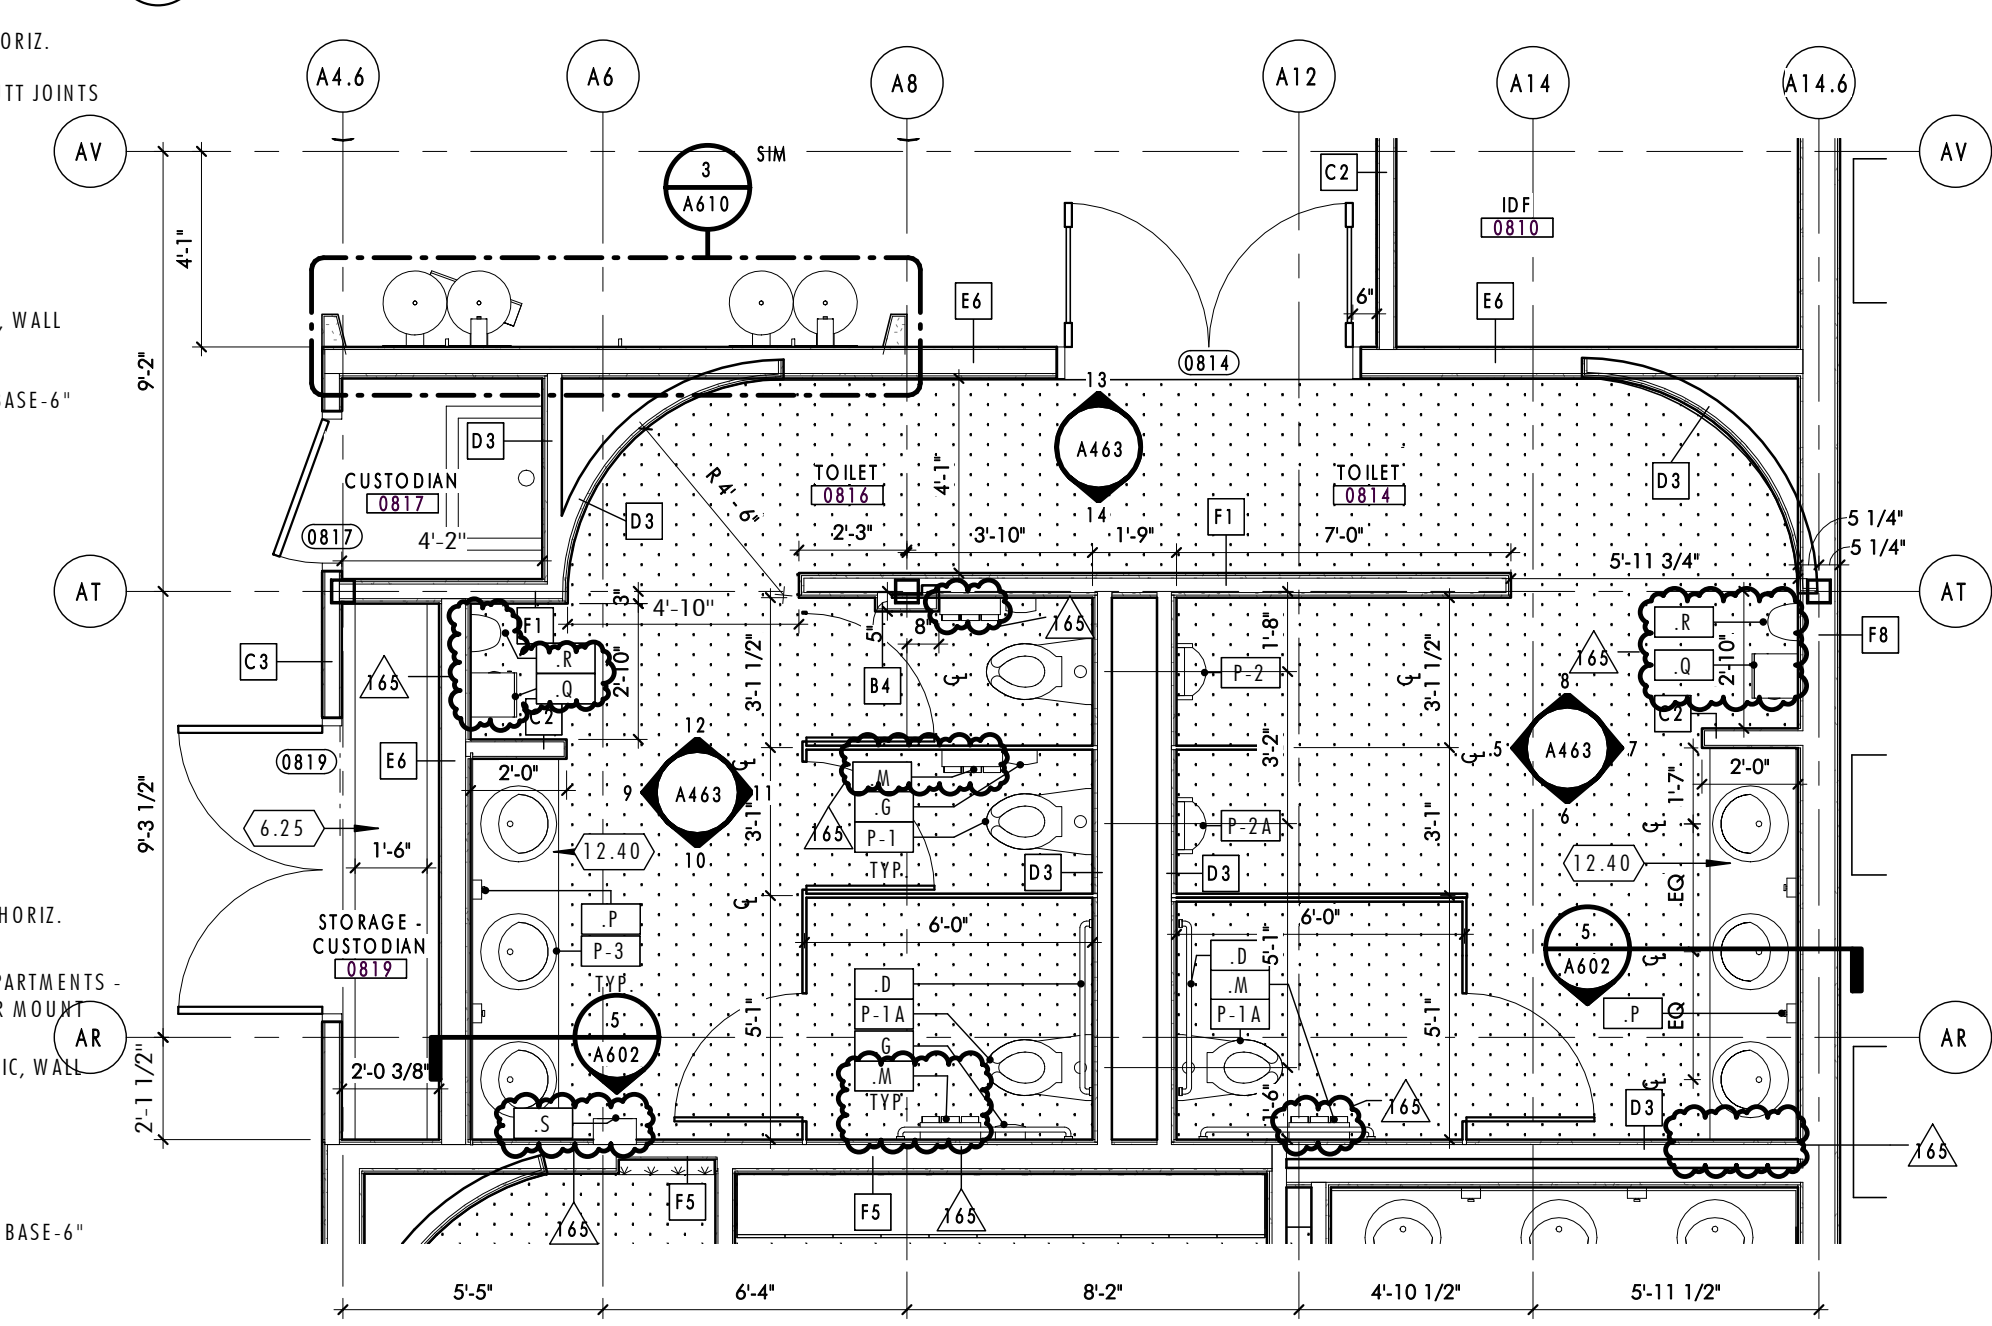 ORIZ.
TT JOINTS
, WALL
BASE-6"
HORIZ.
PARTMENTS -
R MOUNT
IC, WALL
BASE-6"
A4.6
A6
A8
A12
A14
A14.6
AV
AV
3
A610
SIM
C2
IDF
0810
4'-1"
9'-2"
E6
6"
E6
0814
13
A463
14
D3
CUSTODIAN
0817
0817
4'-2"
D3
R 4'- 6"
TOILET
0816
4'-1"
TOILET
0814
D3
F1
2'-3"
3'-10"
1'-9"
7'-0"
5'-11 3/4"
5 1/4"
5 1/4"
AT
AT
3"
4'-10"
F1
.R
.Q
C2
2'-10"
165
C3
5"
8"
165
B4
3'-1 1/2"
1'-8"
P-2
3'-2"
P-2A
3'-1 1/2"
165
.R
.Q
2'-10"
C2
F8
8
5
A463
7
6
12
9
A463
11
10
0819
E6
2'-0"
6.25
1'-6"
9'-3 1/2"
12.40
3'-1"
.M
.G
P-1
TYP.
165
D3
D3
3'-1"
1'-7"
2'-0"
12.40
EQ
EQ
STORAGE -
CUSTODIAN
0819
.P
P-3
TYP.
6'-0"
6'-0"
5'-1"
.D
.M
P-1A
.D
P-1A
.G
.M
TYP.
5
A602
5
A602
.P
AR
AR
2'-0 3/8"
2'-1 1/2"
5'-1"
5'-1"
.S
165
D3
165
165
F5
F5
165
5'-5"
6'-4"
8'-2"
4'-10 1/2"
5'-11 1/2"